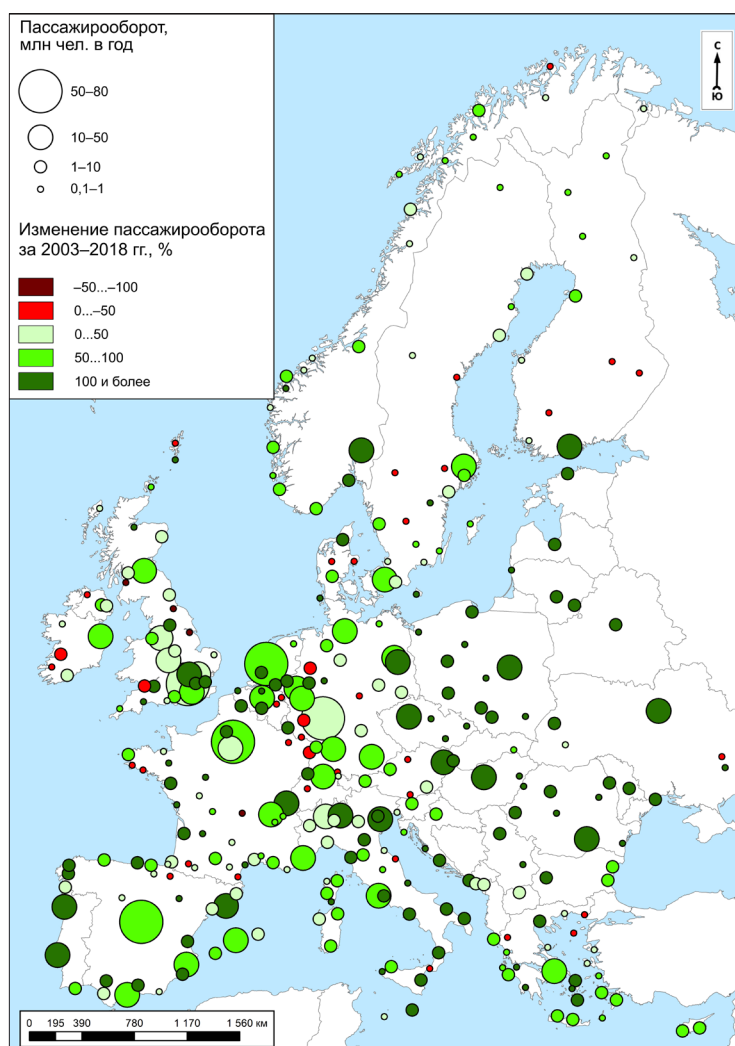 Пассажирооборот,
млн чел. в год
50–80
10–50
1–10
0,1–1
Изменение пассажирооборота
за 2003–2018 гг., %
–50...–100
0...–50
0...50
50...100
100 и более
С
Ю
0 195 390 780 1 170 1 560 км